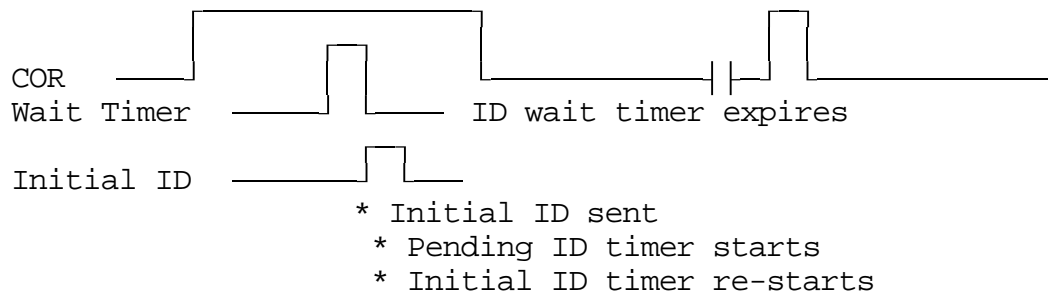 COR
Wait Timer ID wait timer expires
Initial ID
* Initial ID sent
* Pending ID timer starts
* Initial ID timer re-starts